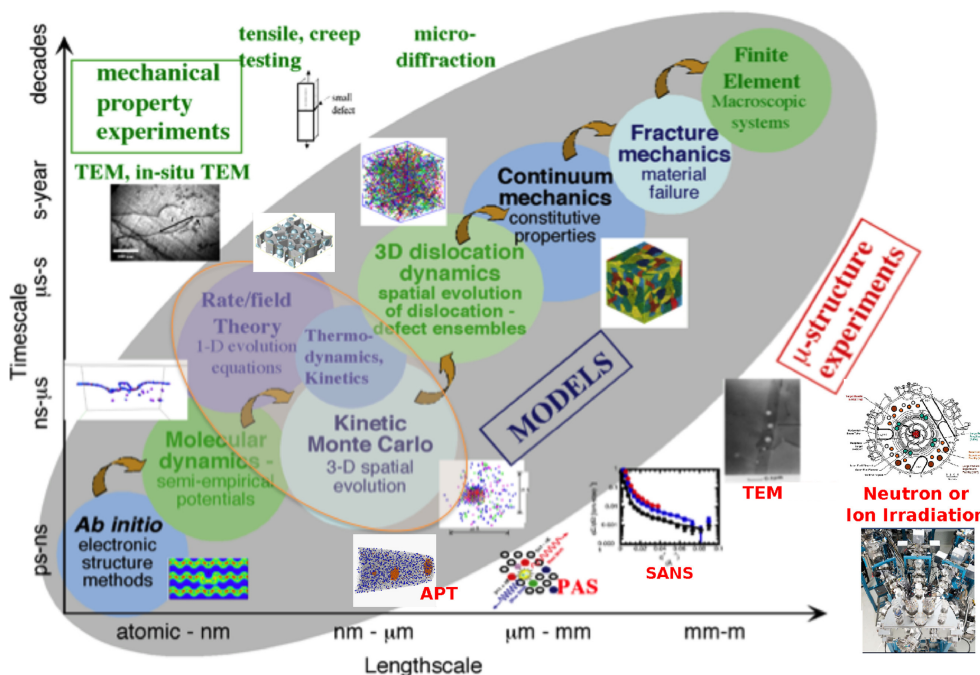 decades
s-year
μs-s
ns-μs
ps-ns
Timescale
mechanical
property
experiments
tensile, creep
testing
small
defect
micro-
diffraction
TEM, in-situ TEM
Finite
Element
Macroscopic
systems
Fracture
mechanics
material
failure
Continuum
mechanics
constitutive
properties
3D dislocation
dynamics
spatial evolution
of dislocation -
defect ensembles
Rate/field
Theory
1-D evolution
equations
Thermo-
dynamics,
Kinetics
Kinetic
Monte Carlo
3-D spatial
evolution
Molecular
dynamics -
semi-empirical
potentials
Ab initio
electronic
structure
methods
MODELS
μ-structure
experiments
TEM
Neutron or
Ion Irradiation
SANS
PAS
APT
atomic - nm
nm - μm
μm - mm
mm-m
Lengthscale